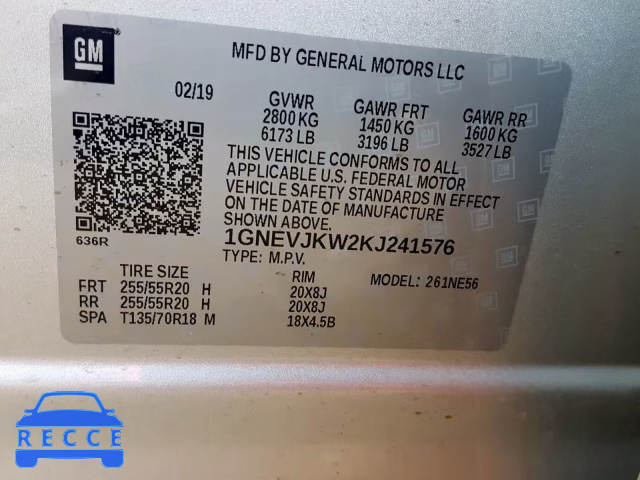 GM
MFD BY GENERAL MOTORS LLC
02/19 GVWR GAWR FRT GAWR RR
2800 KG 1450 KG 1600 KG
6173 LB 3196 LB 3527 LB
THIS VEHICLE CONFORMS TO ALL
APPLICABLE U.S. FEDERAL MOTOR
VEHICLE SAFETY STANDARDS IN EFFECT
ON THE DATE OF MANUFACTURE
SHOWN ABOVE.
636R 1GNEVJKW2KJ241576
TYPE: M.P.V.
TIRE SIZE RIM MODEL: 261NE56
FRT 255/55R20 H 20X8J
RR 255/55R20 H 20X8J
SPA T135/70R18 M 18X4.5B
RECCE